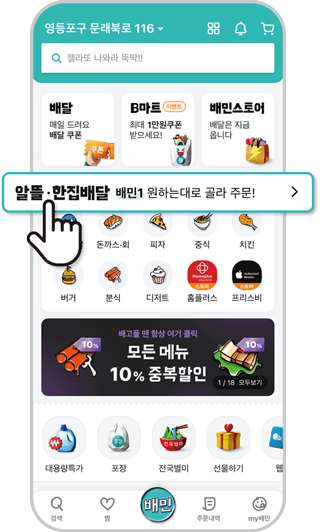 영등포구 문래북로 116
젤라또 나와라 뚝딱!!
배달
매일 드려요
배달 쿠폰
쿠폰
B마트 이벤트
최대 1만원쿠폰
받으세요!
배민스토어
배달은 지금
옵니다
알뜰·한집배달 배민1 원하는대로 골라 주문!
돈까스·회
피자
중식
치킨
스토어
스토어
버거
분식
디저트
홈플러스
프리스비
배고플 땐 항상 여기 클릭
모든 메뉴
10% 중복할인
10%
10%
1 / 18 모두보기
전국별미
대용량특가
포장
전국별미
선물하기
웹
검색
찜
배민
주문내역
my배민